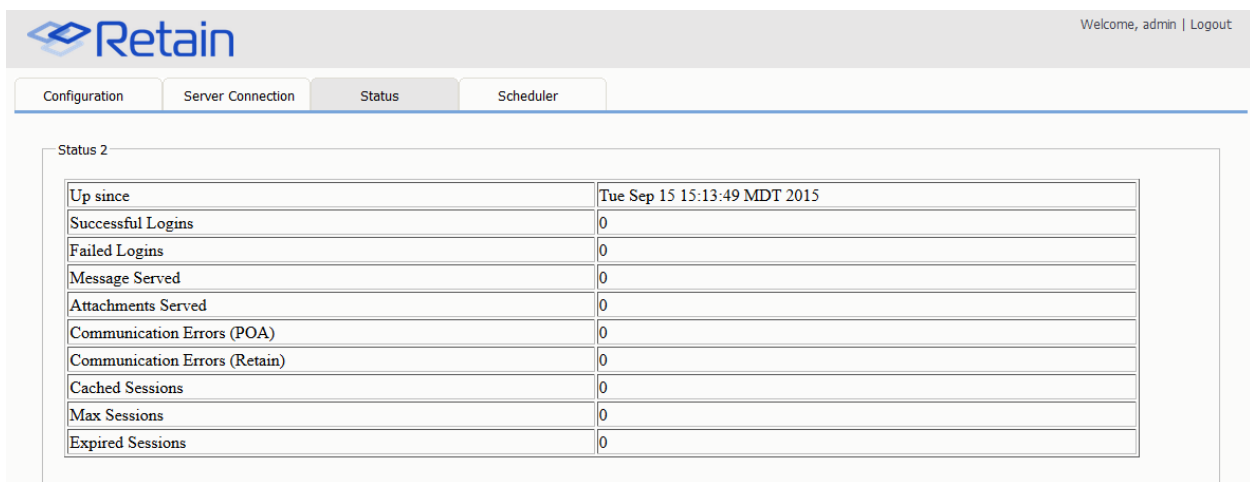 Retain
Welcome, admin | Logout
Configuration Server Connection Status Scheduler
Status 2
Up since Tue Sep 15 15:13:49 MDT 2015
Successful Logins 0
Failed Logins 0
Message Served 0
Attachments Served 0
Communication Errors (POA) 0
Communication Errors (Retain) 0
Cached Sessions 0
Max Sessions 0
Expired Sessions 0